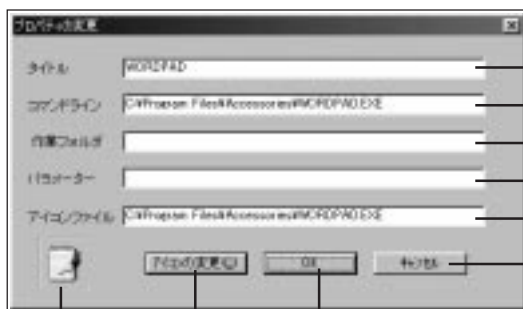 プロパティの変更
タイトル WORDPAD
コマンドライン C:¥Program Files¥Accessories¥WORDPAD.EXE
作業フォルダ
パラメーター
アイコンファイル C:¥Program Files¥Accessories¥WORDPAD.EXE
アイコンの変更(I) OK キャンセル